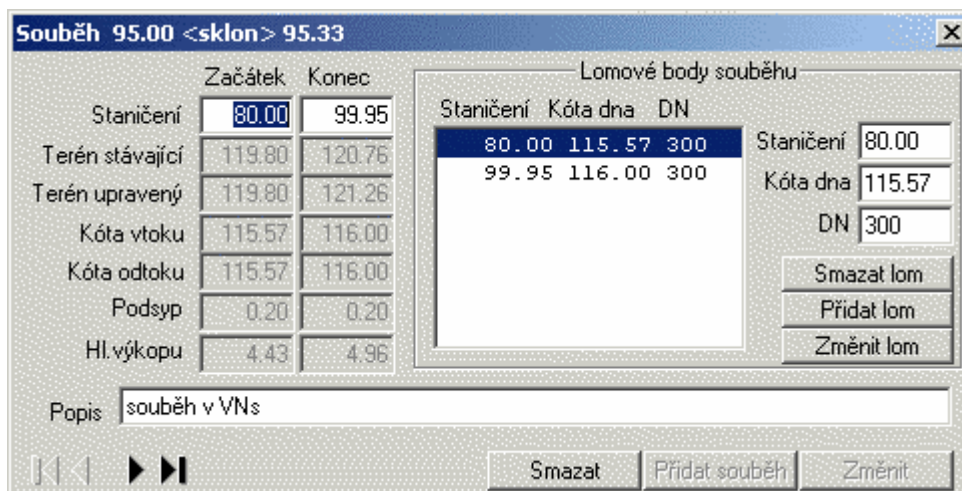 Souběh 95.00 <sklon> 95.33
Začátek Konec
Staničení 80.00 99.95
Terén stávající 119.80 120.76
Terén upravený 119.80 121.26
Kóta vtoku 115.57 116.00
Kóta odtoku 115.57 116.00
Podsyp 0.20 0.20
Hl.výkopu 4.43 4.96
Lomové body souběhu
Staničení Kóta dna DN
80.00 115.57 300
99.95 116.00 300
Staničení 80.00
Kóta dna 115.57
DN 300
Smazat lom
Přidat lom
Změnit lom
Popis souběh v VNs
Smazat Přidat souběh Změnit